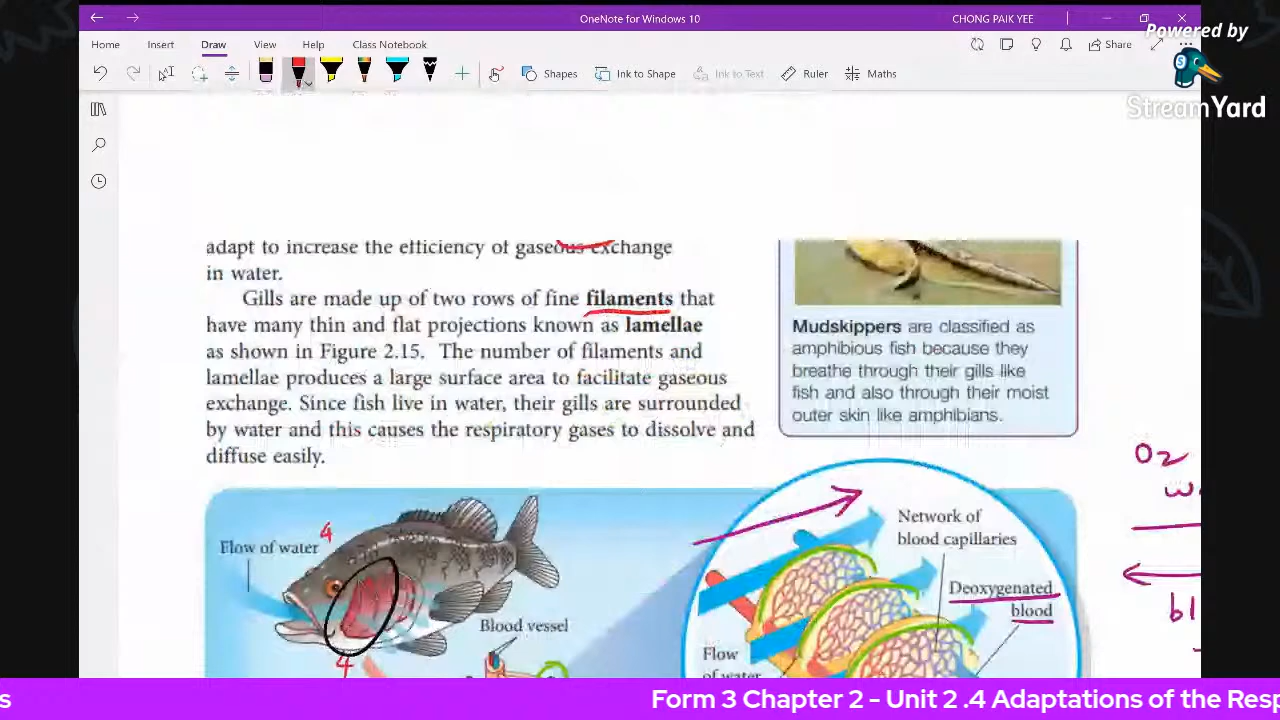 OneNote for Windows 10
CHONG PAIK YEE
Powered by
StreamYard
Home Insert Draw View Help Class Notebook
Share
Shapes Ink to Shape Ink to Text Ruler Maths
adapt to increase the efficiency of gaseous exchange
in water.
Gills are made up of two rows of fine filaments that
have many thin and flat projections known as lamellae
as shown in Figure 2.15. The number of filaments and
lamellae produces a large surface area to facilitate gaseous
exchange. Since fish live in water, their gills are surrounded
by water and this causes the respiratory gases to dissolve and
diffuse easily.
Mudskippers are classified as
amphibious fish because they
breathe through their gills like
fish and also through their moist
outer skin like amphibians.
O2
4
Flow of water
4
Blood vessel
Network of
blood capillaries
Deoxygenated
blood
Flow
of water
bl
s
Form 3 Chapter 2 - Unit 2 .4 Adaptations of the Resp